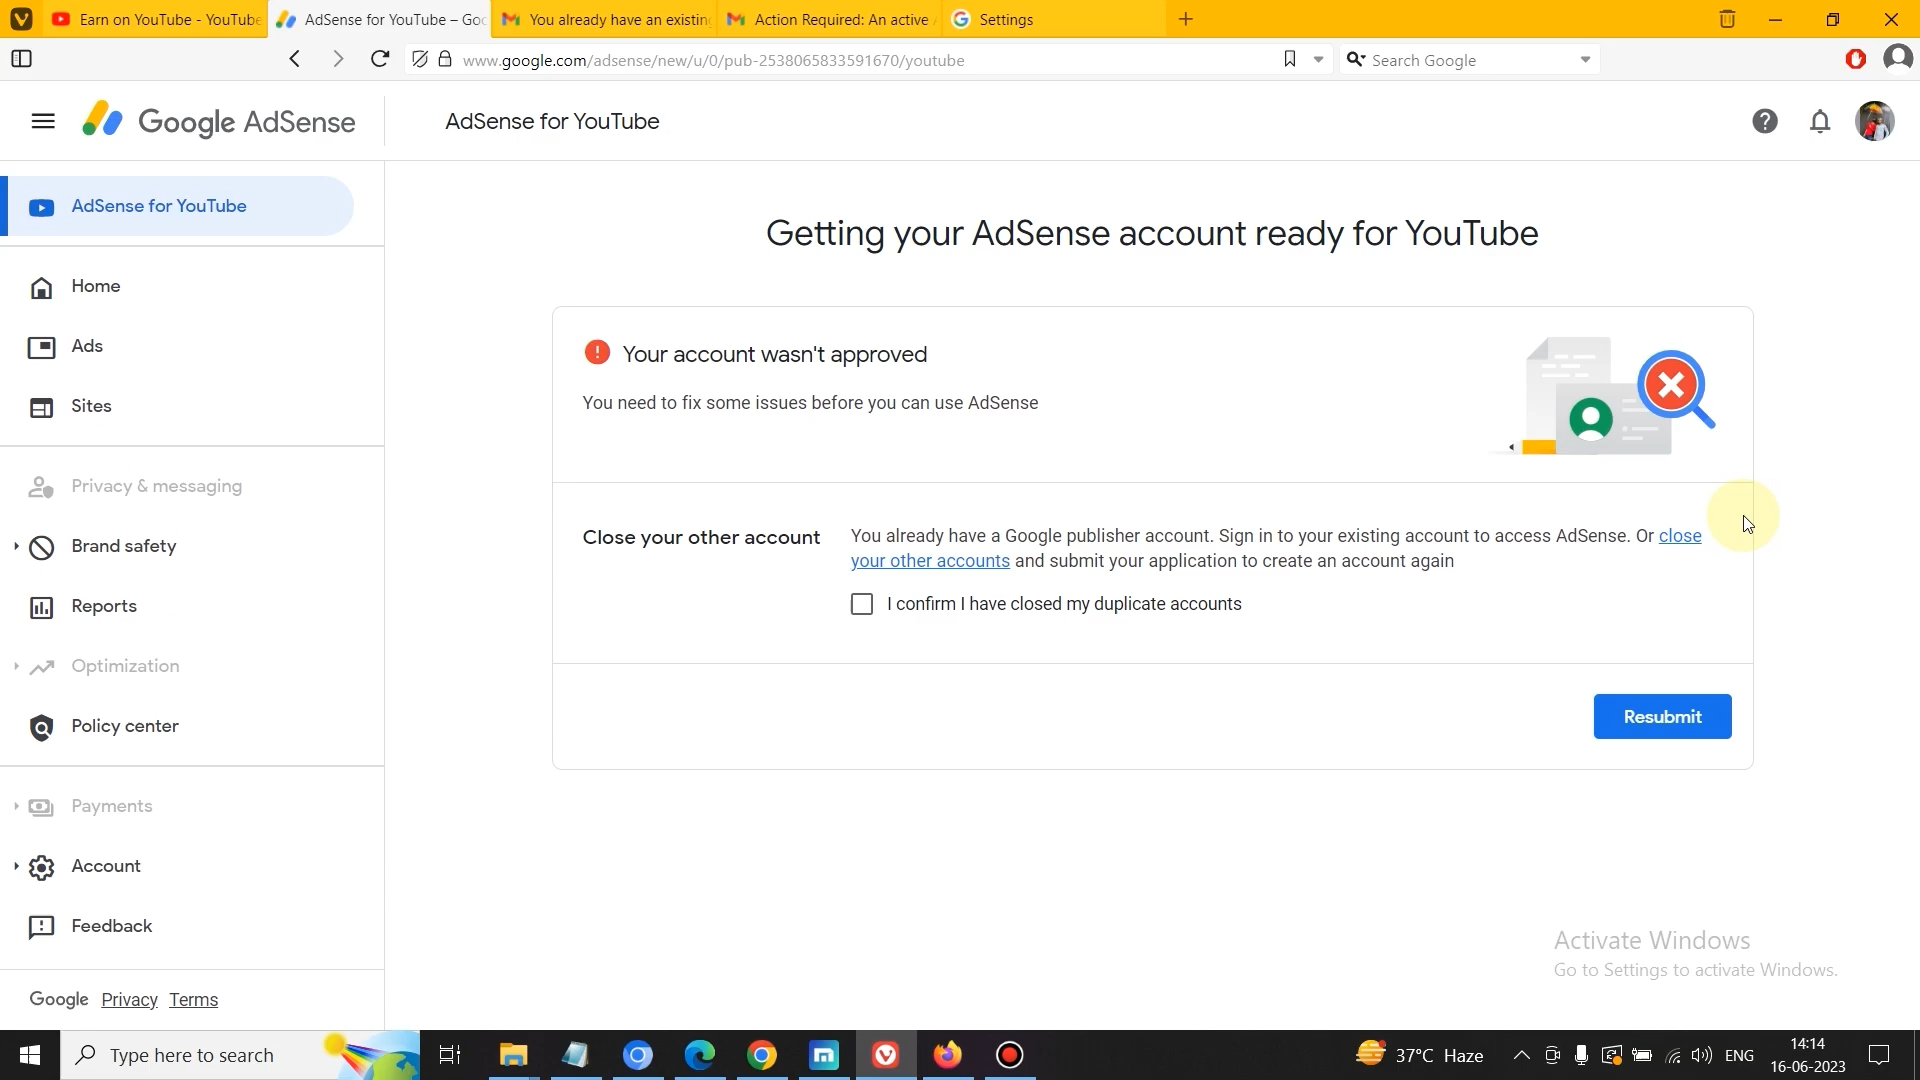 Earn on YouTube - YouTube
AdSense for YouTube – Goo
You already have an existing
Action Required: An active
Settings
www.google.com/adsense/new/u/0/pub-2538065833591670/youtube
Search Google
Google AdSense
AdSense for YouTube
AdSense for YouTube
Home
Ads
Sites
Privacy & messaging
Brand safety
Reports
Optimization
Policy center
Payments
Account
Feedback
Google Privacy Terms
Getting your AdSense account ready for YouTube
Your account wasn't approved
You need to fix some issues before you can use AdSense
Close your other account
You already have a Google publisher account. Sign in to your existing account to access AdSense. Or close
your other accounts and submit your application to create an account again
I confirm I have closed my duplicate accounts
Resubmit
Activate Windows
Go to Settings to activate Windows.
Type here to search
37°C Haze
ENG
14:14
16-06-2023